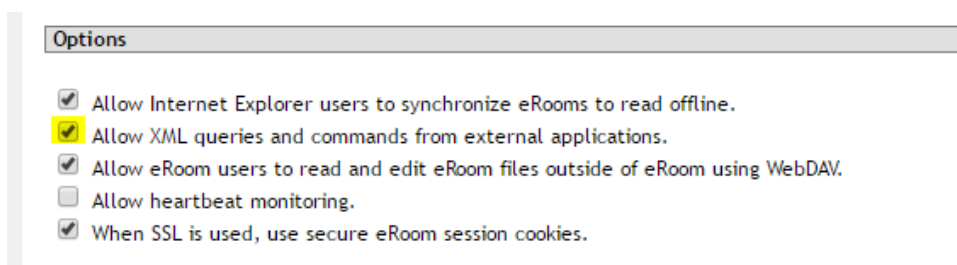 Options
Allow Internet Explorer users to synchronize eRooms to read offline.
Allow XML queries and commands from external applications.
Allow eRoom users to read and edit eRoom files outside of eRoom using WebDAV.
Allow heartbeat monitoring.
When SSL is used, use secure eRoom session cookies.